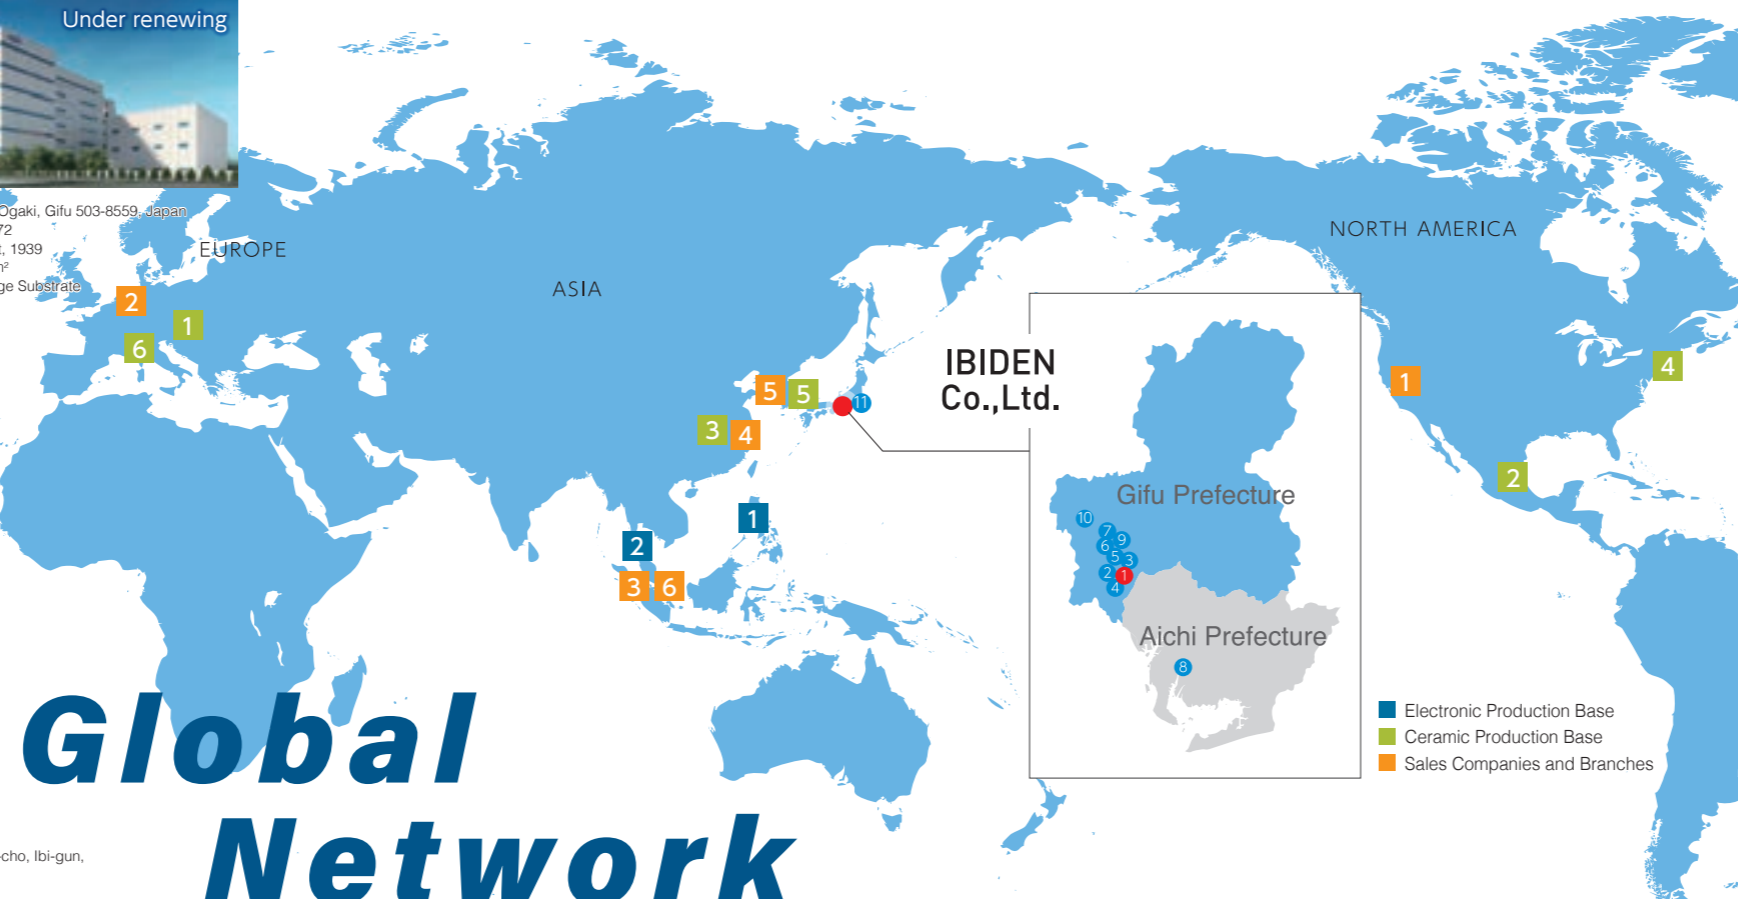 Under renewing
Ogaki, Gifu 503-8559, Japan
72
, 1939
m²
ge Substrate
EUROPE
ASIA
NORTH AMERICA
2
1
6
5
5
11
3
4
1
2
3
6
1
4
2
IBIDEN
Co.,Ltd.
Gifu Prefecture
10
7
9
6
5
3
2
1
4
Aichi Prefecture
8
Electronic Production Base
Ceramic Production Base
Sales Companies and Branches
Global
Network
-cho, Ibi-gun,